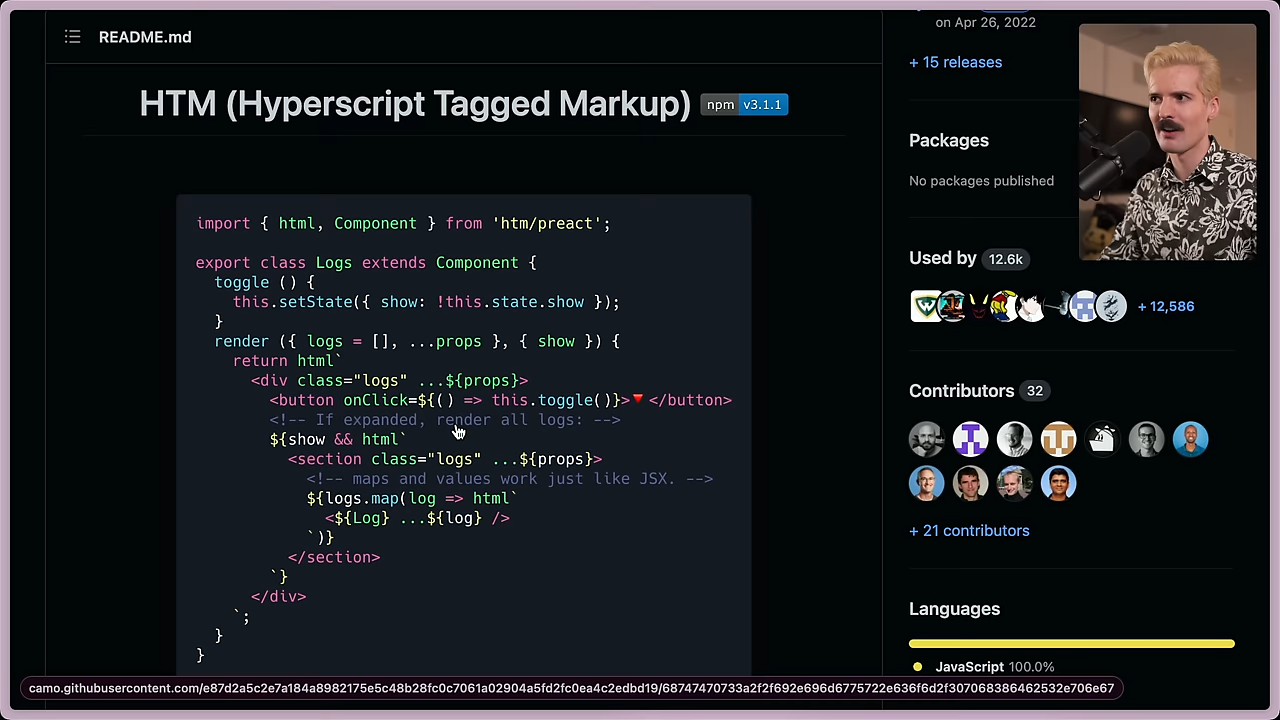 README.md
HTM (Hyperscript Tagged Markup) npm v3.1.1
import { html, Component } from 'htm/preact';
export class Logs extends Component {
toggle () {
this.setState({ show: !this.state.show });
}
render ({ logs = [], ...props }, { show }) {
return html`
<div class="logs" ...${props}>
<button onClick=${() => this.toggle()}>🔻</button>
<!-- If expanded, render all logs: -->
${show && html`
<section class="logs" ...${props}>
<!-- maps and values work just like JSX. -->
${logs.map(log => html`
<${Log} ...${log} />
`)}
</section>
`}
</div>
`;
}
}
on Apr 26, 2022
+ 15 releases
Packages
No packages published
Used by 12.6k
+ 12,586
Contributors 32
+ 21 contributors
Languages
JavaScript 100.0%
camo.githubusercontent.com/e87d2a5c2e7a184a8982175e5c48b28fc0c7061a02904a5fd2fc0ea4c2edbd19/68747470733a2f2f692e696d6775722e636f6d2f307068386462532e706e67